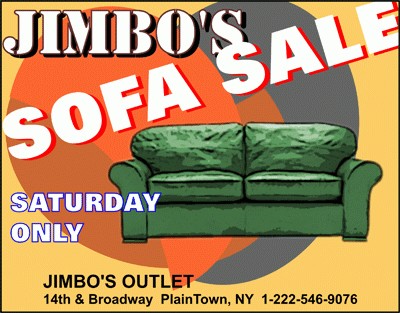 JIMBO'S
SOFA SALE
SATURDAY
ONLY
JIMBO'S OUTLET
14th & Broadway PlainTown, NY 1-222-546-9076